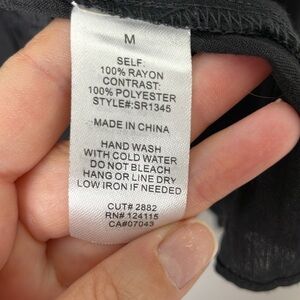 M
SELF:
100% RAYON
CONTRAST:
100% POLYESTER
STYLE#:SR1345
MADE IN CHINA
HAND WASH
WITH COLD WATER
DO NOT BLEACH
HANG OR LINE DRY
LOW IRON IF NEEDED
CUT# 2882
RN# 124115
CA#07043